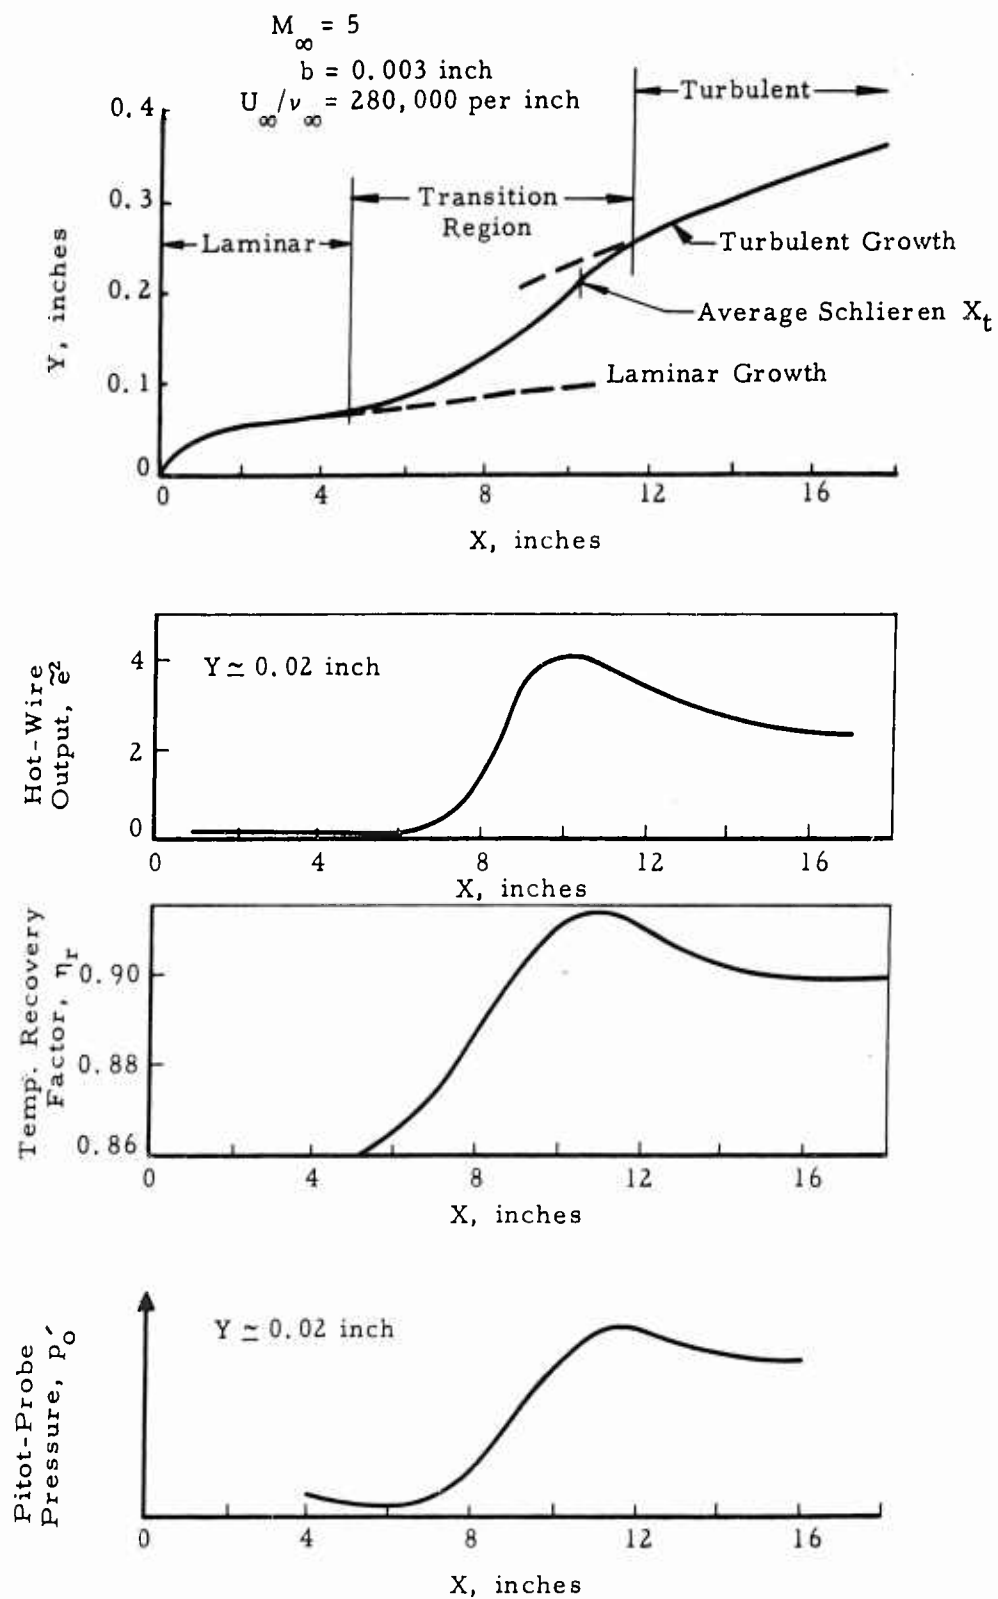 M∞ = 5
b = 0.003 inch
U∞/ν∞ = 280,000 per inch
Turbulent
0.4
Transition
Region
0.3
Laminar
Turbulent Growth
Y, inches
0.2
Average Schlieren Xt
0.1
Laminar Growth
0
0 4 8 12 16
X, inches
Hot-Wire
Output, ẽ²
4
Y ≃ 0.02 inch
2
0
0 4 8 12 16
X, inches
Temp. Recovery
Factor, ηr
0.90
0.88
0.86
0 4 8 12 16
X, inches
Pitot-Probe
Pressure, po′
Y ≃ 0.02 inch
0 4 8 12 16
X, inches